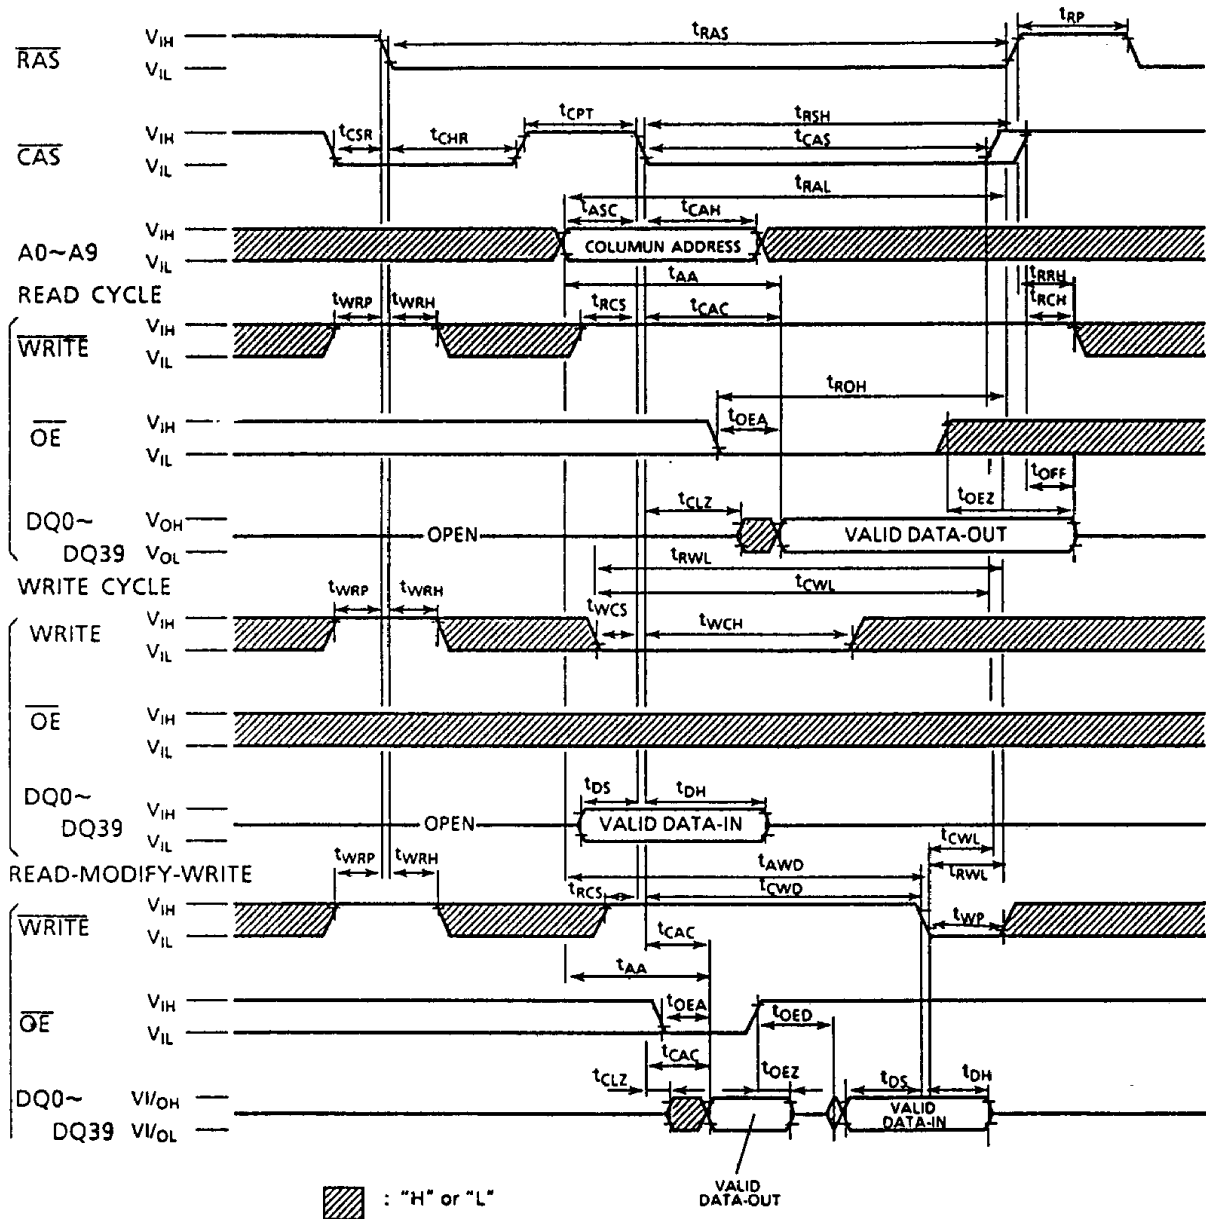 tRP
tRAS
RAS VIH
VIL
tCPT tRSH
CAS VIH tCSR tCHR tCAS
VIL
tRAL
tASC tCAH
A0~A9 VIH COLUMUN ADDRESS
VIL
tAA tRRH
READ CYCLE tWRP tWRH tRCS tCAC tRCH
WRITE VIH
VIL
tROH
OE VIH tOEA
VIL
tOFF
tCLZ tOEZ
DQ0~ VOH OPEN VALID DATA-OUT
DQ39 VOL
tRWL
WRITE CYCLE tCWL
tWRP tWRH tWCS
WRITE VIH tWCH
VIL
OE VIH
VIL
DQ0~ tDS tDH
VIH
DQ39 OPEN VALID DATA-IN
VIL tCWL
tWRP tWRH tAWD
READ-MODIFY-WRITE tRWL
tRCS tCWD
WRITE VIH tWP
VIL tCAC
tAA
OE VIH tOEA tOED
VIL
tCAC
tCLZ tOEZ tDS tDH
DQ0~ VI/OH VALID
DQ39 VI/OL DATA-IN
VALID
DATA-OUT
: "H" or "L"